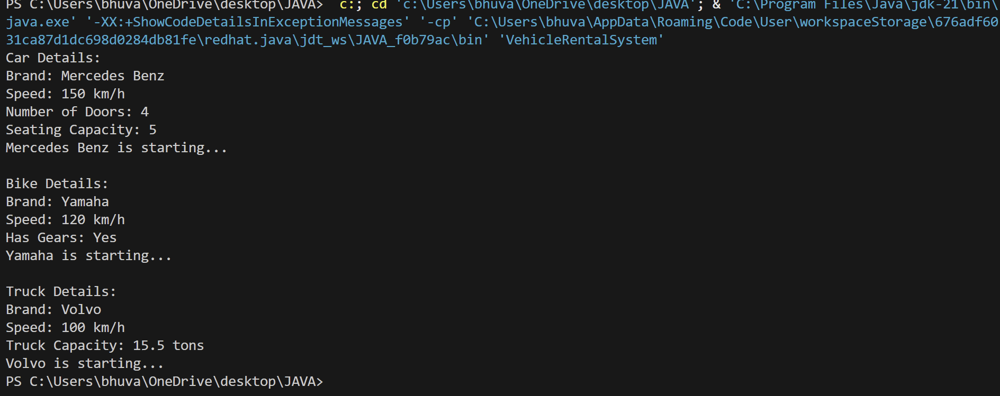 PS C:\Users\bhuva\OneDrive\desktop\JAVA>  c:; cd 'c:\Users\bhuva\OneDrive\desktop\JAVA'; & 'C:\Program Files\Java\jdk-21\bin\
java.exe' '-XX:+ShowCodeDetailsInExceptionMessages' '-cp' 'C:\Users\bhuva\AppData\Roaming\Code\User\workspaceStorage\676adf60
31ca87d1dc698d0284db81fe\redhat.java\jdt_ws\JAVA_f0b79ac\bin' 'VehicleRentalSystem'
Car Details:
Brand: Mercedes Benz
Speed: 150 km/h
Number of Doors: 4
Seating Capacity: 5
Mercedes Benz is starting...
Bike Details:
Brand: Yamaha
Speed: 120 km/h
Has Gears: Yes
Yamaha is starting...
Truck Details:
Brand: Volvo
Speed: 100 km/h
Truck Capacity: 15.5 tons
Volvo is starting...
PS C:\Users\bhuva\OneDrive\desktop\JAVA>